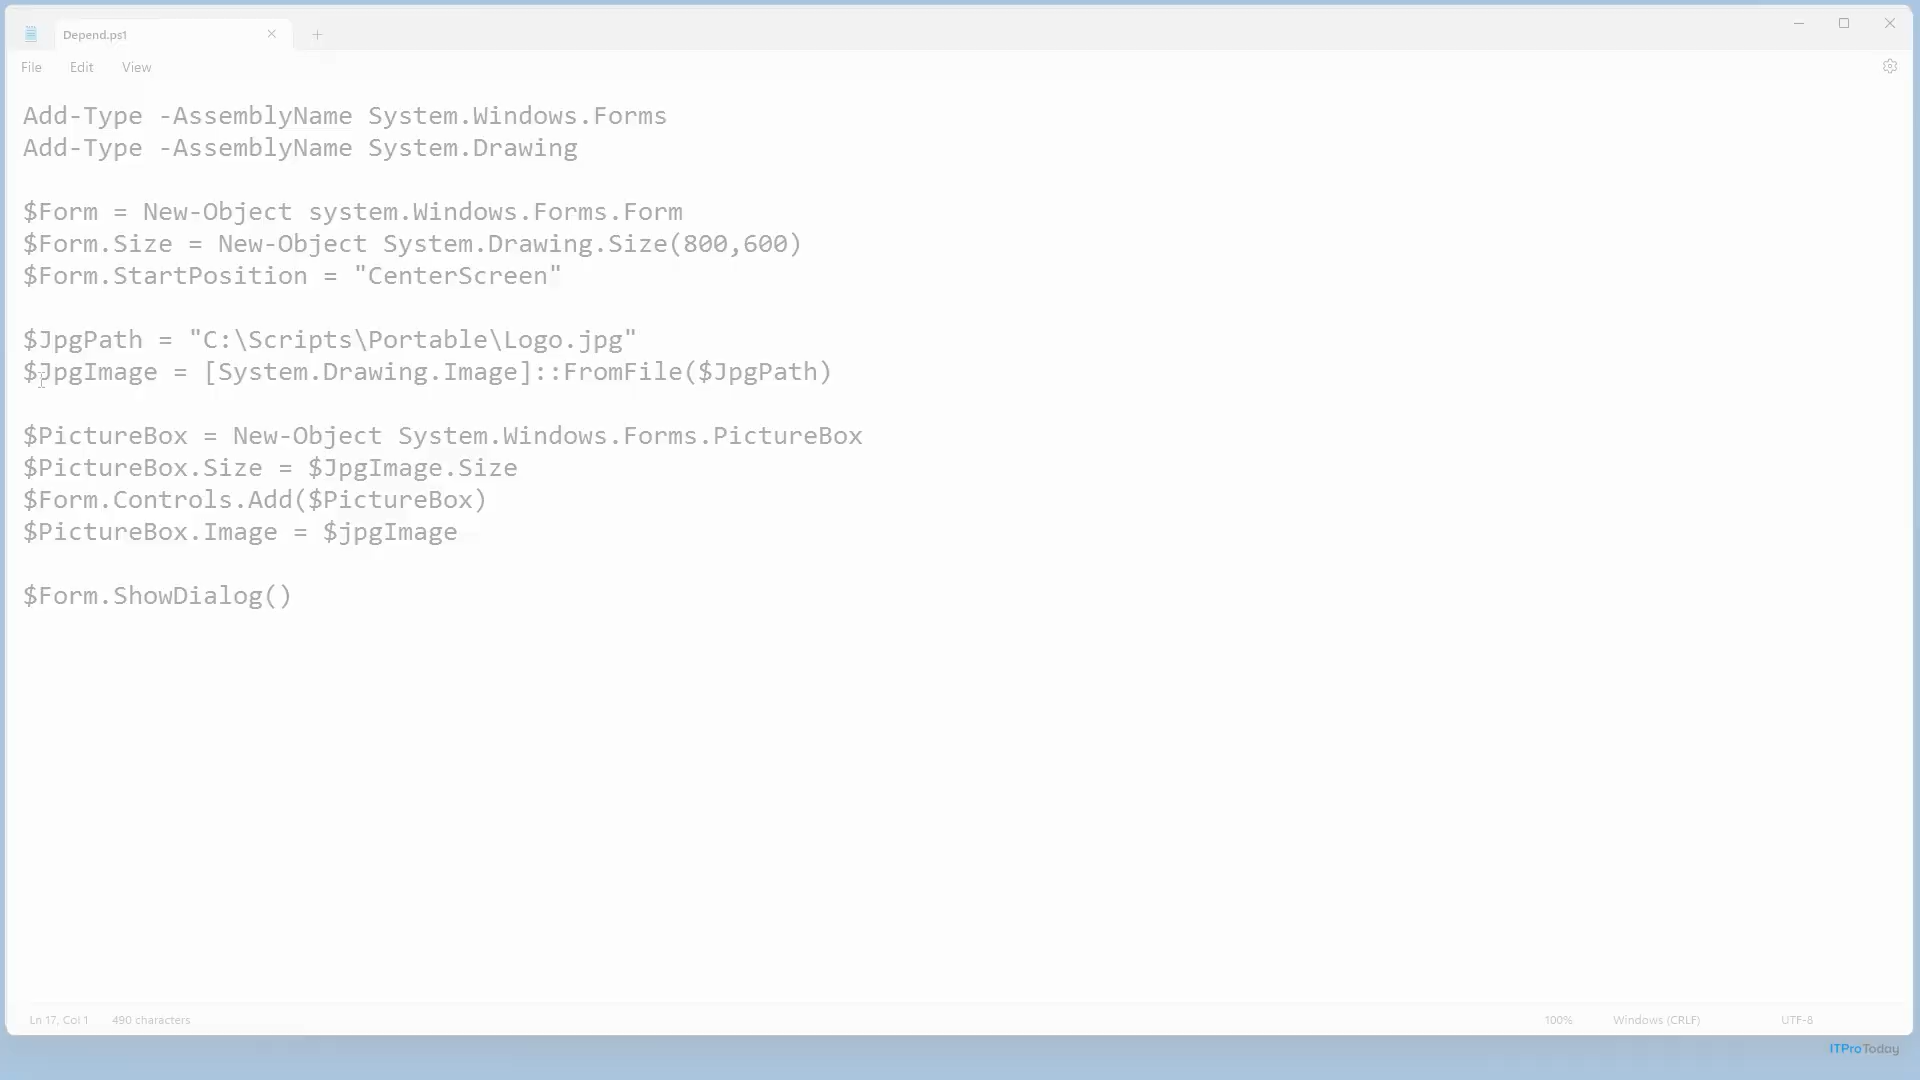 Depend.ps1
File Edit View
Add-Type -AssemblyName System.Windows.Forms
Add-Type -AssemblyName System.Drawing
$Form = New-Object system.Windows.Forms.Form
$Form.Size = New-Object System.Drawing.Size(800,600)
$Form.StartPosition = "CenterScreen"
$JpgPath = "C:\Scripts\Portable\Logo.jpg"
$JpgImage = [System.Drawing.Image]::FromFile($JpgPath)
$PictureBox = New-Object System.Windows.Forms.PictureBox
$PictureBox.Size = $JpgImage.Size
$Form.Controls.Add($PictureBox)
$PictureBox.Image = $jpgImage
$Form.ShowDialog()
Ln 17, Col 1 490 characters 100% Windows (CRLF) UTF-8
ITProToday